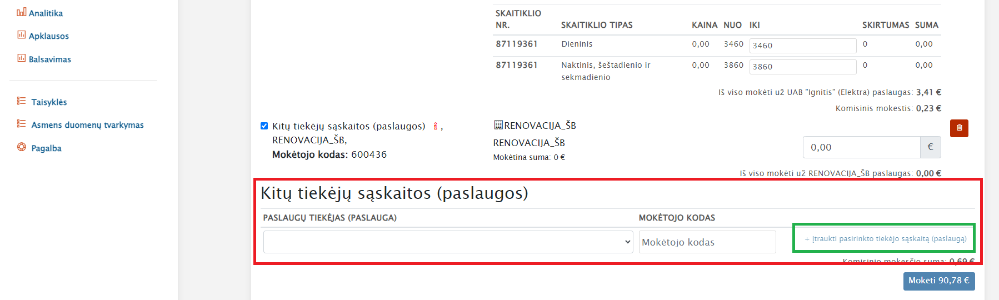 Analitika
Apklausos
Balsavimas
Taisyklės
Asmens duomenų tvarkymas
Pagalba
SKAITIKLIO NR. SKAITIKLIO TIPAS KAINA NUO IKI SKIRTUMAS SUMA
87119361 Dieninis 0,00 3460 3460 0 0,00
87119361 Naktinis, šeštadienio ir 0,00 3860 3860 0 0,00
sekmadienio
Iš viso mokėti už UAB "Ignitis" (Elektra) paslaugas: 3,41 €
Komisinis mokestis: 0,23 €
Kitų tiekėjų sąskaitos (paslaugos) i ,
RENOVACIJA_ŠB,
Mokėtojo kodas: 600436
RENOVACIJA_ŠB
RENOVACIJA_ŠB
Mokėtina suma: 0 €
0,00 €
Iš viso mokėti už RENOVACIJA_ŠB paslaugas: 0,00 €
Kitų tiekėjų sąskaitos (paslaugos)
PASLAUGŲ TIEKĖJAS (PASLAUGA) MOKĖTOJO KODAS
Mokėtojo kodas
+ Įtraukti pasirinkto tiekėjo sąskaitą (paslaugą)
Komisinio mokesčio suma: 0,69 €
Mokėti 90,78 €